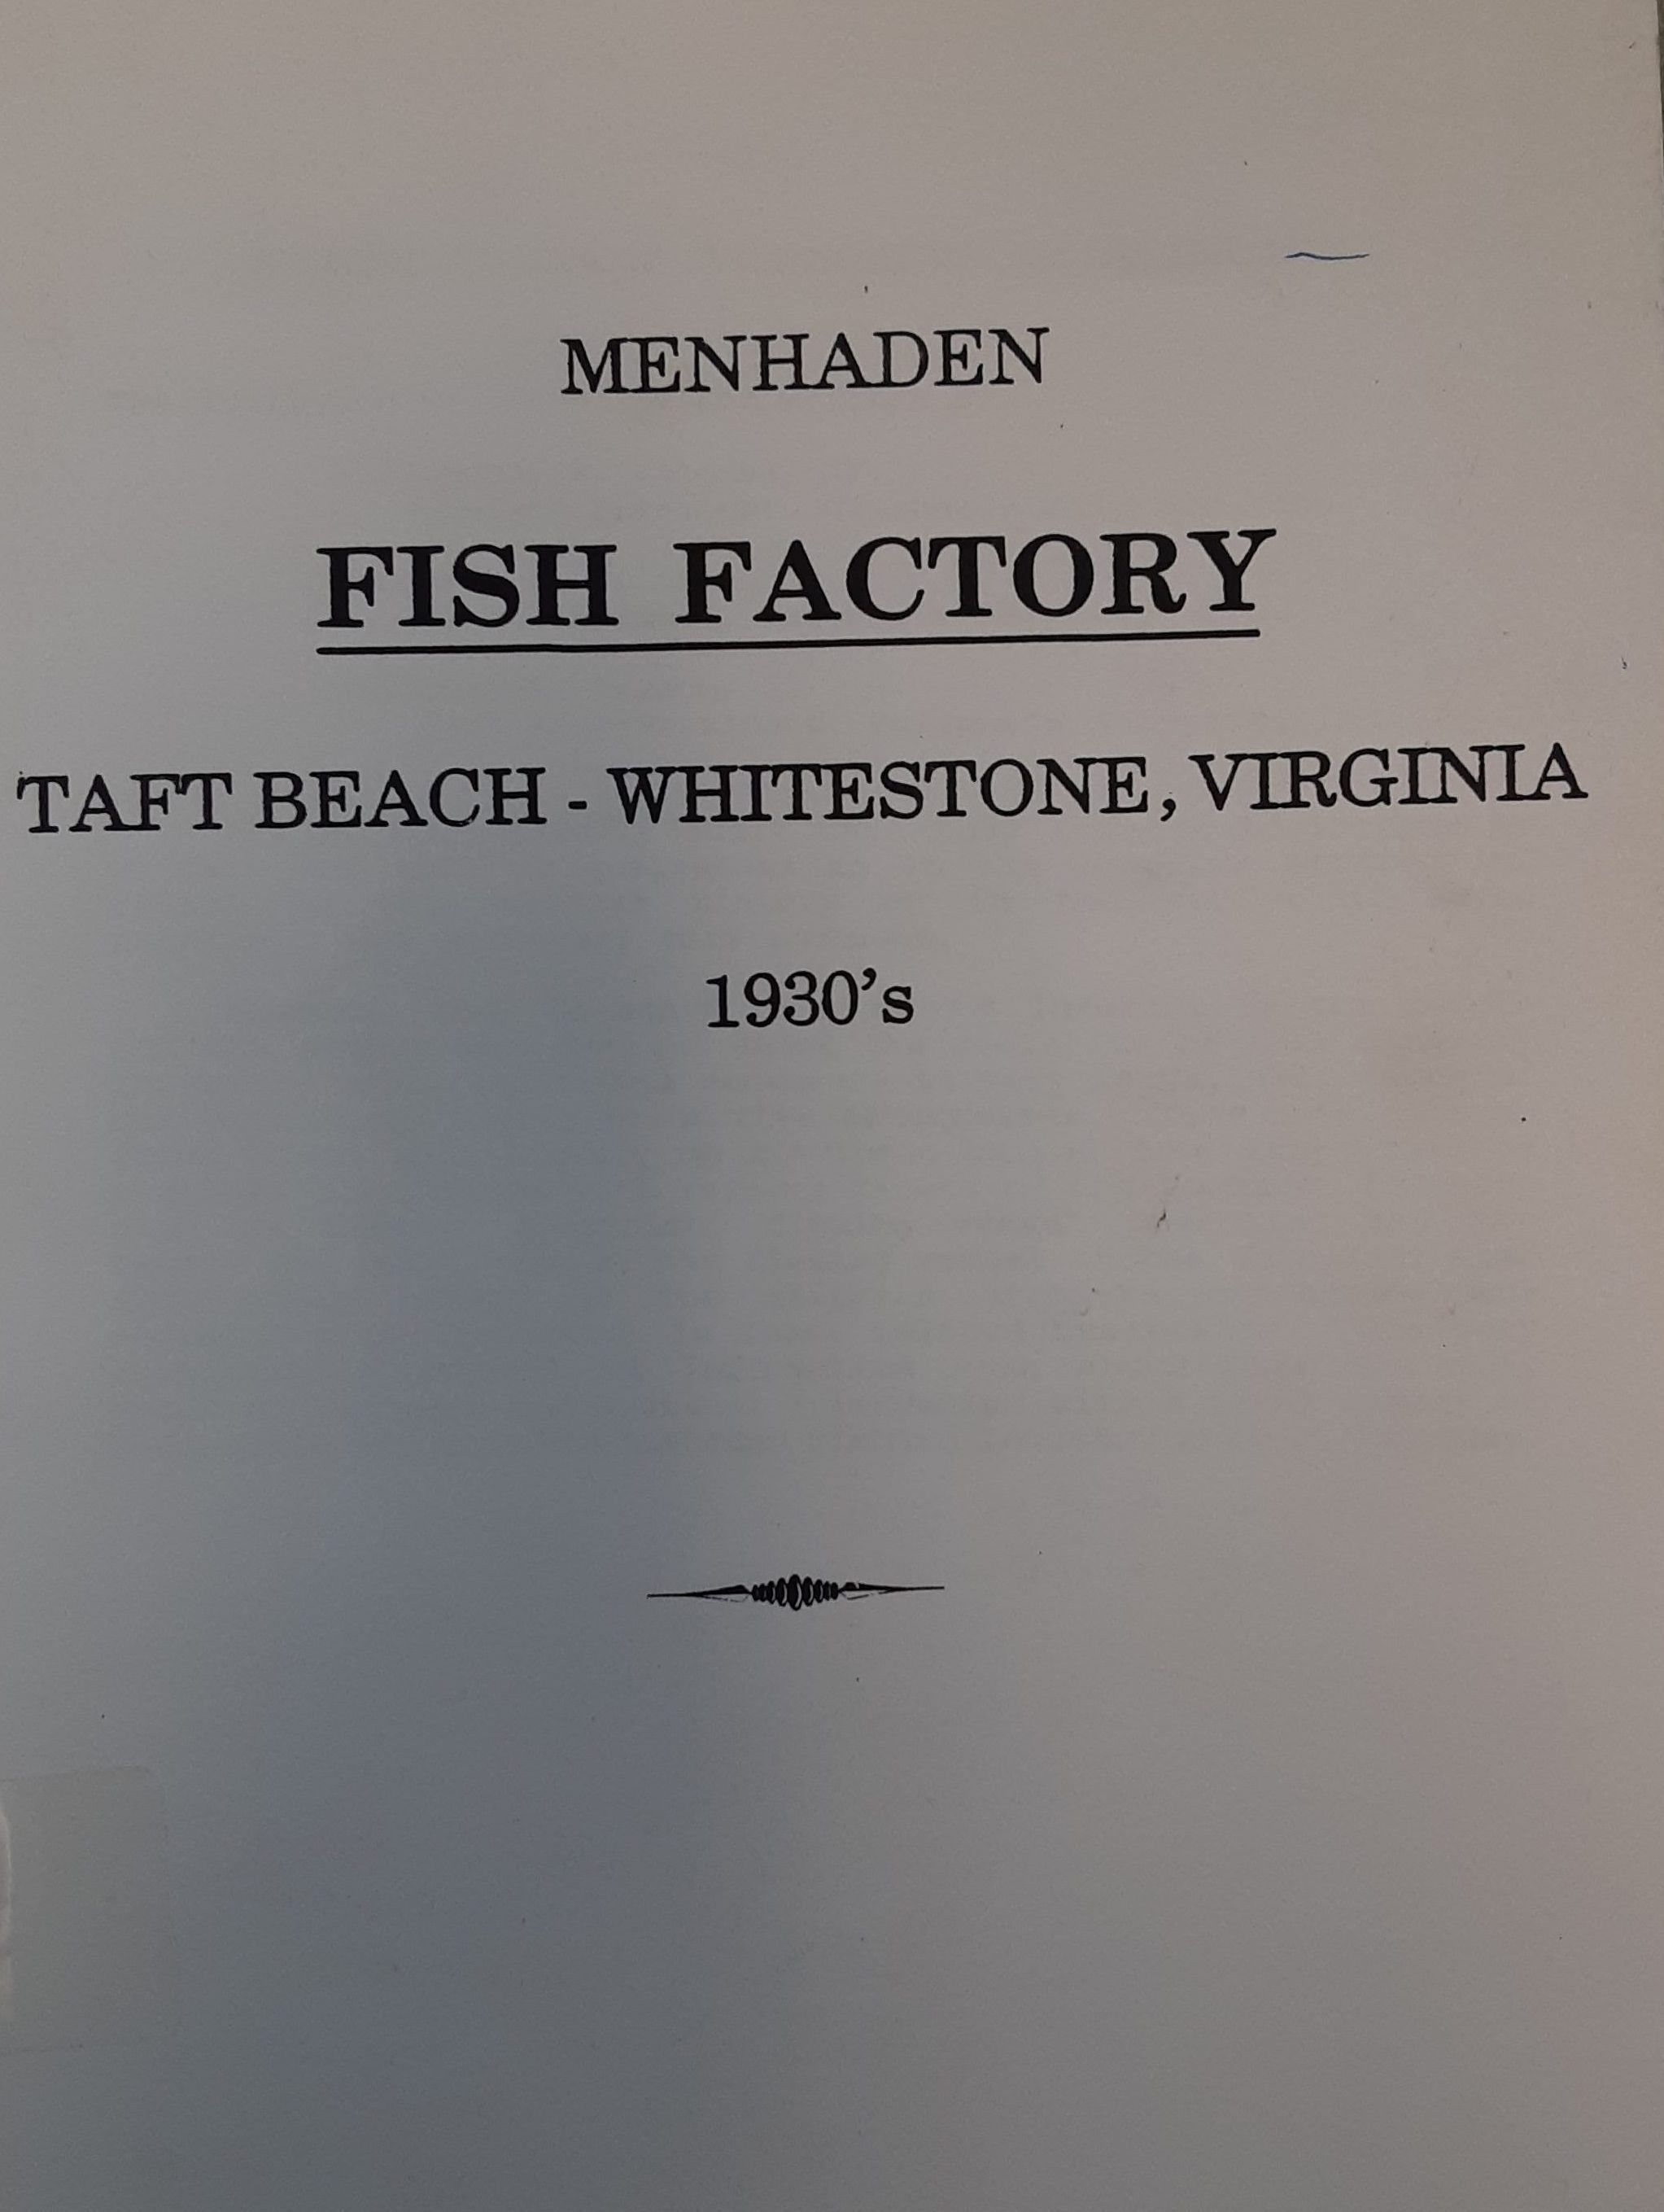 MENHADEN
FISH FACTORY
TAFT BEACH - WHITESTONE, VIRGINIA
1930's